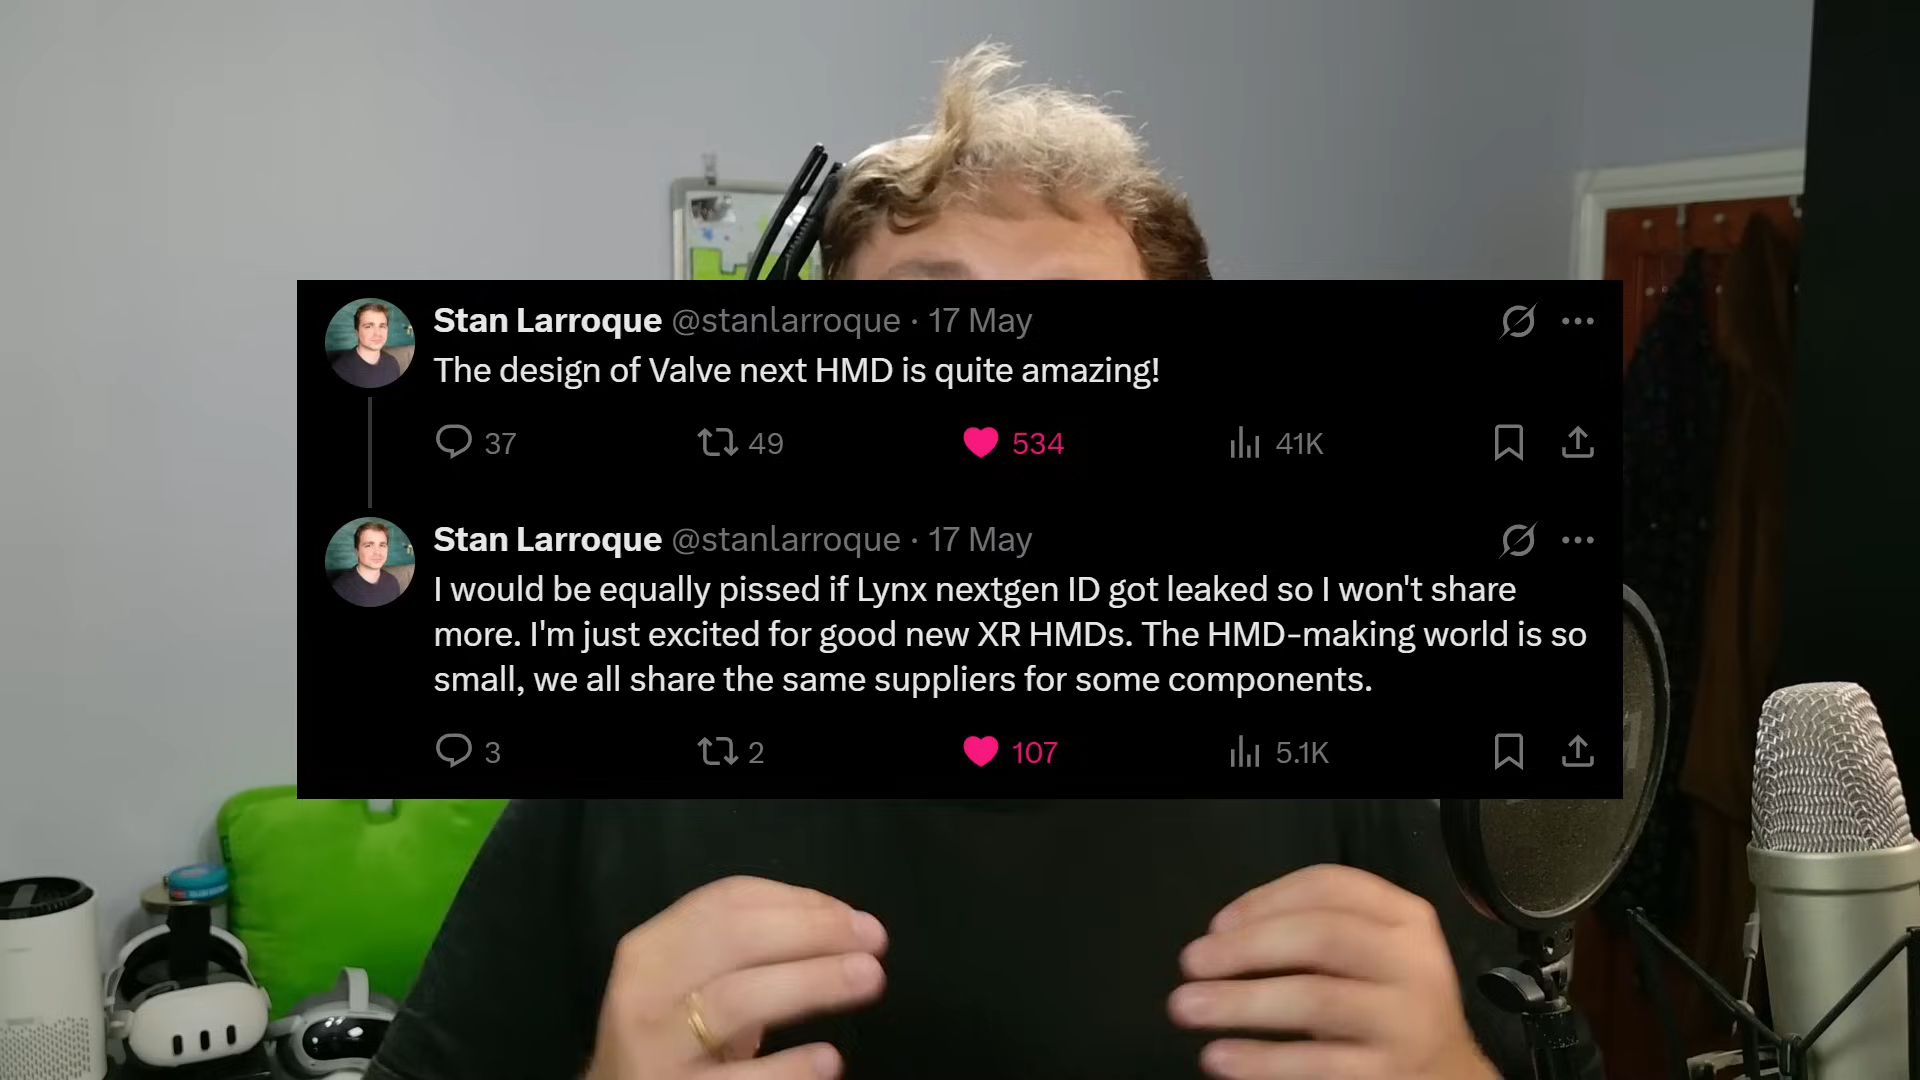 Stan Larroque @stanlarroque · 17 May
The design of Valve next HMD is quite amazing!
37 49 534 41K
Stan Larroque @stanlarroque · 17 May
I would be equally pissed if Lynx nextgen ID got leaked so I won't share
more. I'm just excited for good new XR HMDs. The HMD-making world is so
small, we all share the same suppliers for some components.
3 2 107 5.1K